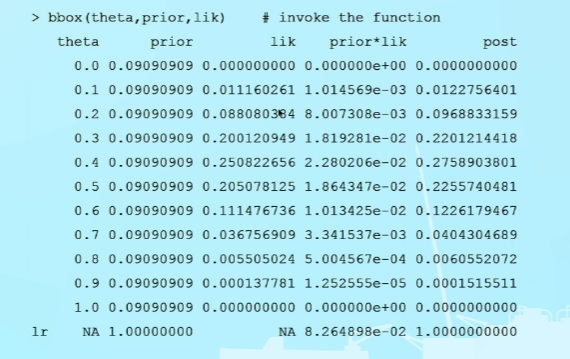 > bbox(theta,prior,lik)    # invoke the function
theta      prior         lik    prior*lik         post
0.0 0.09090909 0.000000000 0.000000e+00 0.0000000000
0.1 0.09090909 0.011160261 1.014569e-03 0.0122756401
0.2 0.09090909 0.088080384 8.007308e-03 0.0968833159
0.3 0.09090909 0.200120949 1.819281e-02 0.2201214418
0.4 0.09090909 0.250822656 2.280206e-02 0.2758903801
0.5 0.09090909 0.205078125 1.864347e-02 0.2255740481
0.6 0.09090909 0.111476736 1.013425e-02 0.1226179467
0.7 0.09090909 0.036756909 3.341537e-03 0.0404304689
0.8 0.09090909 0.005505024 5.004567e-04 0.0060552072
0.9 0.09090909 0.000137781 1.252555e-05 0.0001515511
1.0 0.09090909 0.000000000 0.000000e+00 0.0000000000
lr    NA 1.00000000          NA 8.264898e-02 1.0000000000